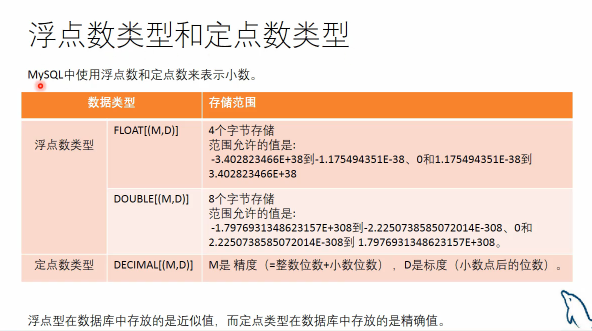 浮点数类型和定点数类型
MySQL中使用浮点数和定点数来表示小数。
数据类型 存储范围
浮点数类型 FLOAT[(M,D)] 4个字节存储
范围允许的值是:
-3.402823466E+38到-1.175494351E-38、0和1.175494351E-38到
3.402823466E+38
DOUBLE[(M,D)] 8个字节存储
范围允许的值是:
-1.7976931348623157E+308到-2.2250738585072014E-308、0和
2.2250738585072014E-308到 1.7976931348623157E+308。
定点数类型 DECIMAL[(M,D)] M是 精度（=整数位数+小数位数）,D是标度（小数点后的位数）。
浮点型在数据库中存放的是近似值，而定点类型在数据库中存放的是精确值。